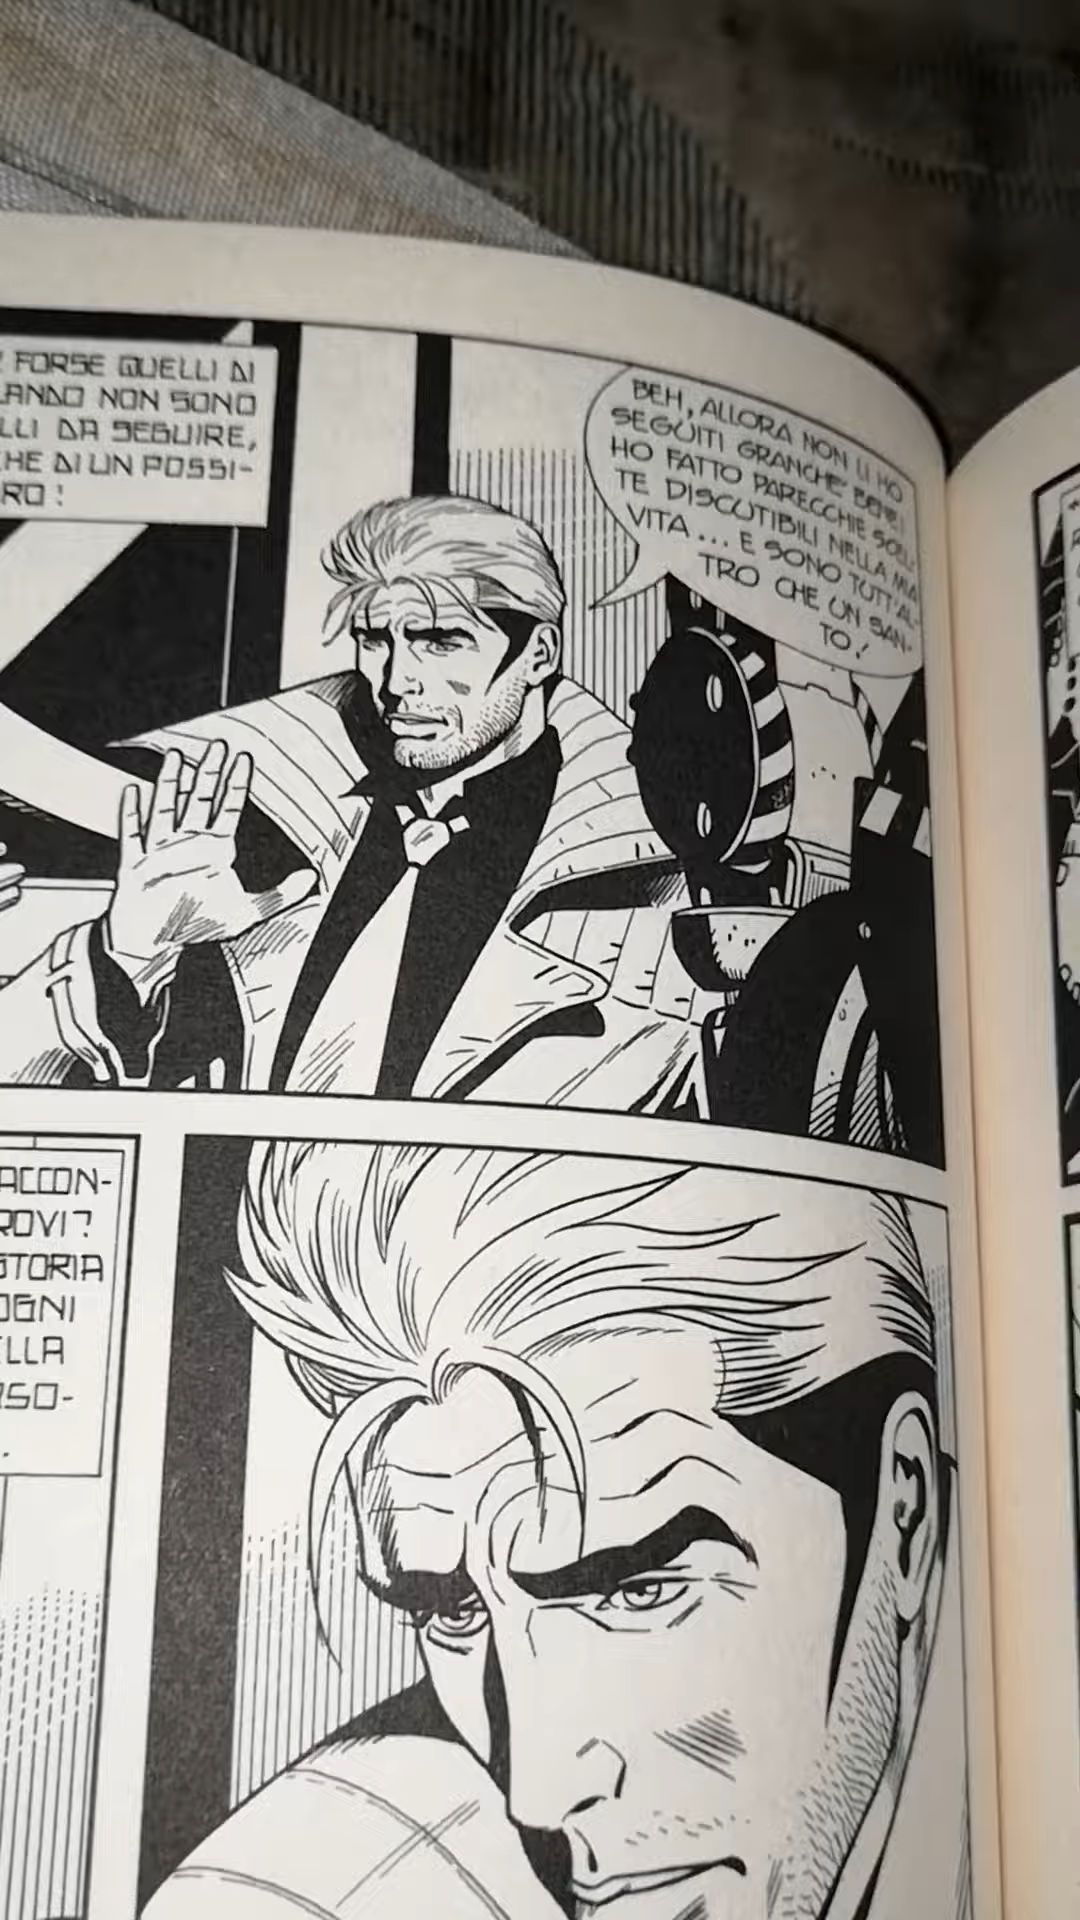 FORSE QUELLI DI
LANDO NON SONO
LLI DA SEGUIRE,
HE DI UN POSSI-
RO!
BEH, ALLORA NON LI HO
SEGUITI GRANCHE' BENE!
HO FATTO PARECCHIE SCEL-
TE DISCUTIBILI NELLA MIA
VITA... E SONO TUTT'AL-
TRO CHE UN SAN-
TO!
ACCON-
ROVI?
STORIA
OGNI
ELLA
RSO-
.